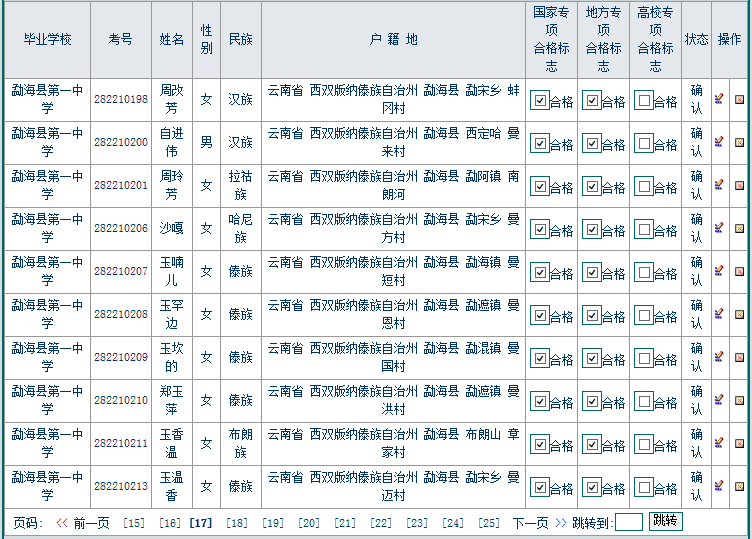 毕业学校 考号 姓名 性别 民族 户 籍 地 国家专项合格标志 地方专项合格标志 高校专项合格标志 状态 操作
勐海县第一中学 282210198 周改芳 女 汉族 云南省 西双版纳傣族自治州 勐海县 勐宋乡 蚌冈村 合格 合格 合格 确认
勐海县第一中学 282210200 自进伟 男 汉族 云南省 西双版纳傣族自治州 勐海县 西定哈 曼来村 合格 合格 合格 确认
勐海县第一中学 282210201 周玲芳 女 拉祜族 云南省 西双版纳傣族自治州 勐海县 勐阿镇 南朗河 合格 合格 合格 确认
勐海县第一中学 282210206 沙嘎 女 哈尼族 云南省 西双版纳傣族自治州 勐海县 勐宋乡 曼方村 合格 合格 合格 确认
勐海县第一中学 282210207 玉喃儿 女 傣族 云南省 西双版纳傣族自治州 勐海县 勐海镇 曼短村 合格 合格 合格 确认
勐海县第一中学 282210208 玉罕边 女 傣族 云南省 西双版纳傣族自治州 勐海县 勐遮镇 曼恩村 合格 合格 合格 确认
勐海县第一中学 282210209 玉坎的 女 傣族 云南省 西双版纳傣族自治州 勐海县 勐混镇 曼国村 合格 合格 合格 确认
勐海县第一中学 282210210 郑玉萍 女 傣族 云南省 西双版纳傣族自治州 勐海县 勐遮镇 曼洪村 合格 合格 合格 确认
勐海县第一中学 282210211 玉香温 女 布朗族 云南省 西双版纳傣族自治州 勐海县 布朗山 章家村 合格 合格 合格 确认
勐海县第一中学 282210213 玉温香 女 傣族 云南省 西双版纳傣族自治州 勐海县 勐宋乡 曼迈村 合格 合格 合格 确认
页码： << 前一页 [15] [16] [17] [18] [19] [20] [21] [22] [23] [24] [25] 下一页 >> 跳转到: 跳转